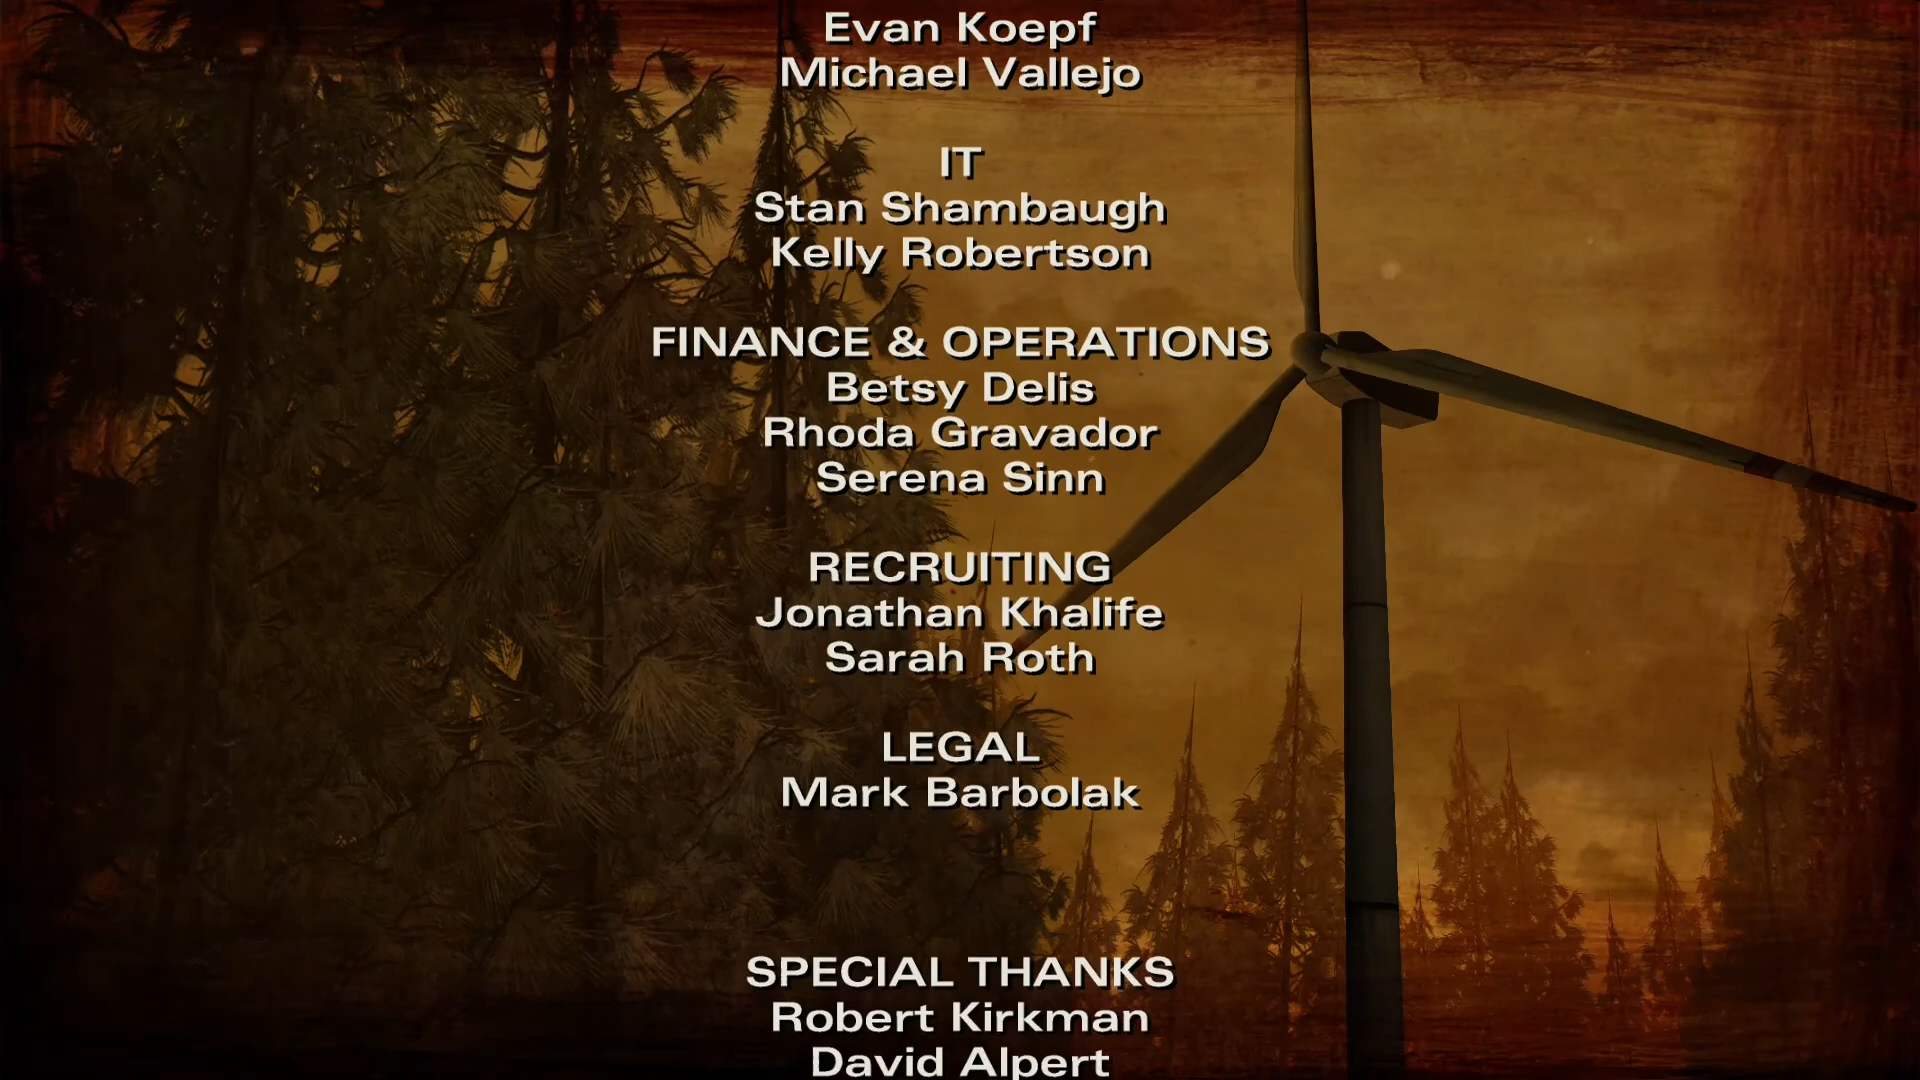 Evan Koepf
Michael Vallejo
IT
Stan Shambaugh
Kelly Robertson
FINANCE & OPERATIONS
Betsy Delis
Rhoda Gravador
Serena Sinn
RECRUITING
Jonathan Khalife
Sarah Roth
LEGAL
Mark Barbolak
SPECIAL THANKS
Robert Kirkman
David Alpert